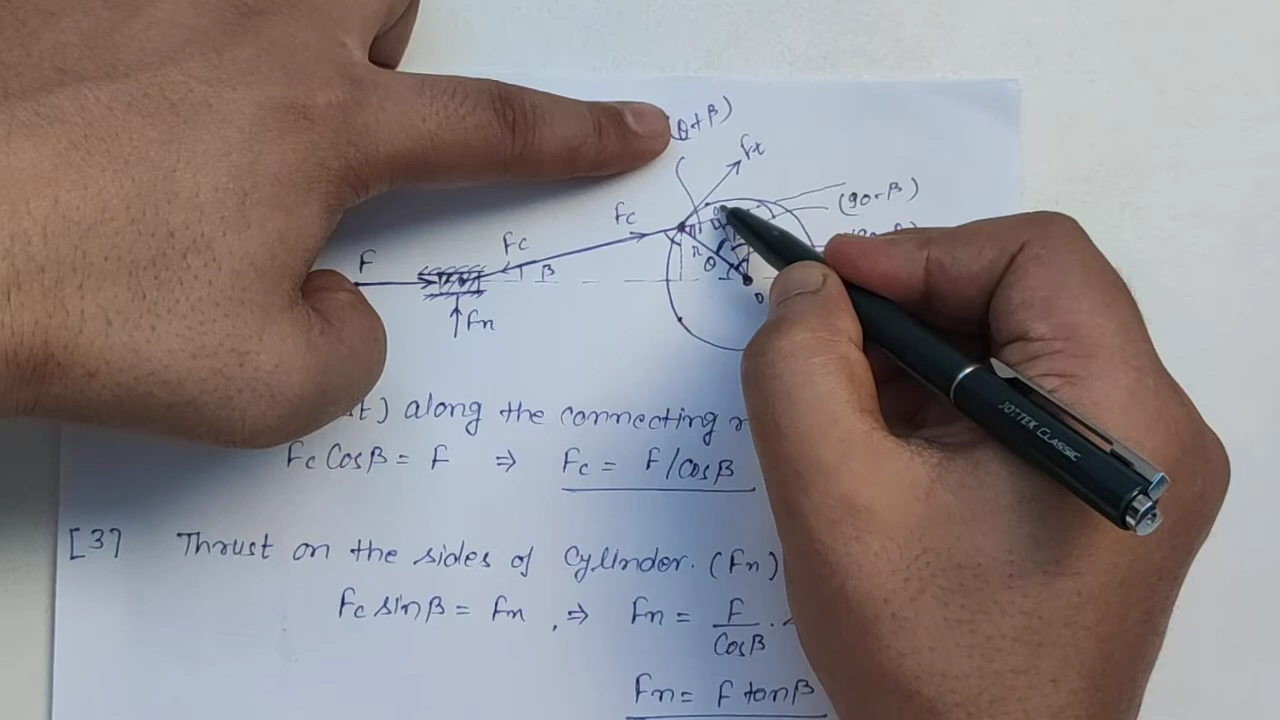 (θ+β)
Ft
(90-β)
Fc
Fc
F
β
r
θ
O
Fn
along the connecting
Fc Cosβ = F ⇒ Fc = F/cosβ
[3] Thrust on the sides of Cylinder. (Fn)
Fc sinβ = Fn , ⇒ Fn = F/Cosβ .
Fn = F tanβ
JOTTEK CLASSIC